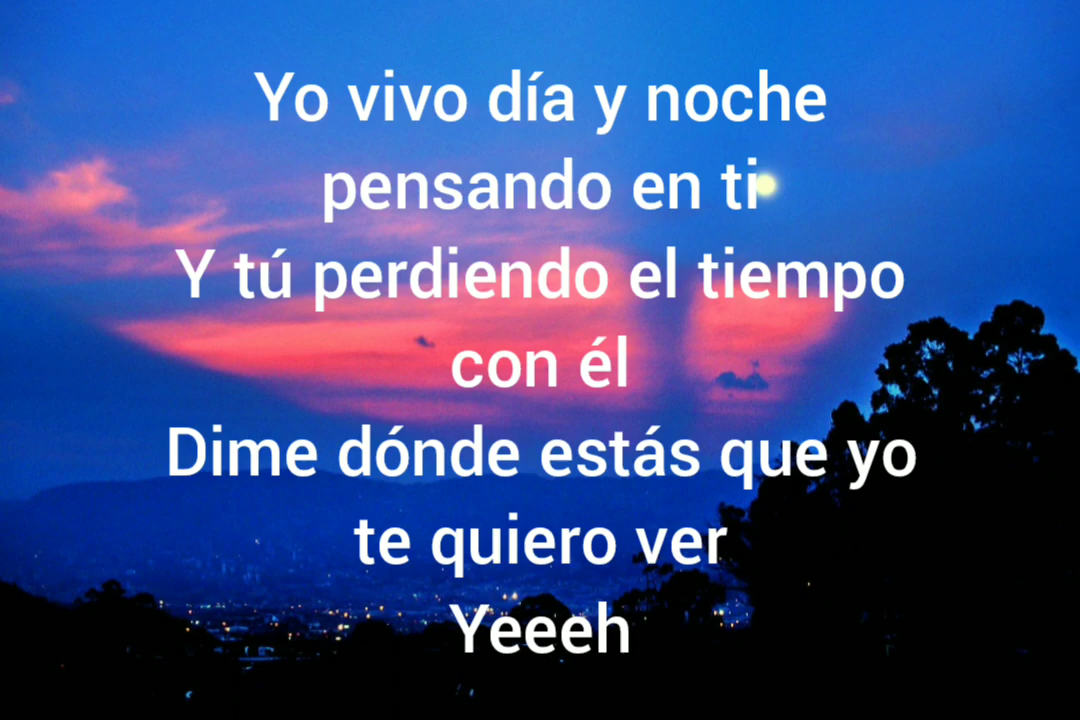 Yo vivo día y noche
pensando en ti
Y tú perdiendo el tiempo
con él
Dime dónde estás que yo
te quiero ver
Yeeeh